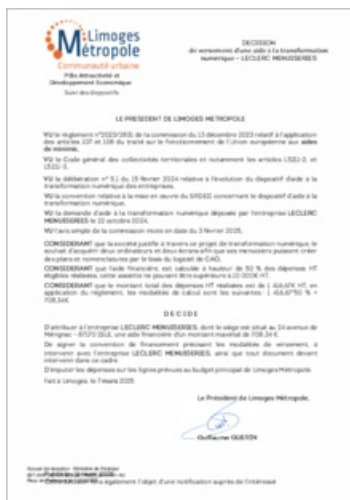 Limoges
Métropole
Communauté urbaine
Pôle Attractivité et
Développement Economique
Suivi des dispositifs
DECISION
de versement d'une aide à la transformation
numérique – LECLERC MENUISERIES
LE PRESIDENT DE LIMOGES METROPOLE
VU le règlement n°2023/2831 de la commission du 13 décembre 2023 relatif à l'application
des articles 107 et 108 du traité sur le fonctionnement de l'Union européenne aux aides
de minimis,
VU le Code général des collectivités territoriales et notamment les articles L5211-2, et
VU la délibération n° 5.1 du 15 février 2024 relative à l'évolution du dispositif d'aide à la
transformation numérique des entreprises,
VU la convention relative à la mise en œuvre du SRDEII concernant le dispositif d'aide à la
transformation numérique,
VU la demande d'aide à la transformation numérique déposée par l'entreprise LECLERC
MENUISERIES le 22 octobre 2024,
VU l'avis simple de la commission mixte en date du 3 février 2025,
CONSIDERANT que la société justifie à travers ce projet de transformation numérique, le
souhait d'acquérir deux ordinateurs et deux écrans afin que ses menuisiers puissent créer
des plans et nomenclatures par le biais du logiciel de CAO,
CONSIDERANT que l'aide financière, est calculée à hauteur de 50 % des dépenses HT
éligibles réalisées, cette assiette ne pouvant être supérieure à 10 000€ HT,
CONSIDERANT que le montant total des dépenses HT réalisées est de 1 416,67€ HT, en
application du règlement, les modalités de calcul sont les suivantes : 1 416,67*50 % =
708,34€,
DECIDE
D'attribuer à l'entreprise LECLERC MENUISERIES, dont le siège est situé au 24 avenue de
Mérignac – 87170 ISLE, une aide financière d'un montant maximal de 708,34 €.
De signer la convention de financement précisant les modalités de versement, à
intervenir avec l'entreprise LECLERC MENUISERIES, ainsi que tout document devant
intervenir dans ce cadre.
D'imputer les dépenses sur les lignes prévues au budget principal de Limoges Métropole.
Fait à Limoges, le 7 mars 2025
Le Président de Limoges Métropole,
Guillaume GUERIN
également l'objet d'une notification auprès de l'intéressé